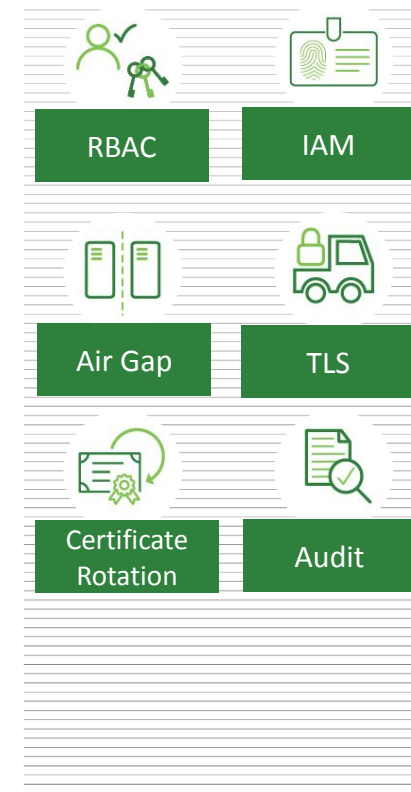 RBAC
IAM
Air Gap
TLS
Certificate
Rotation
Audit